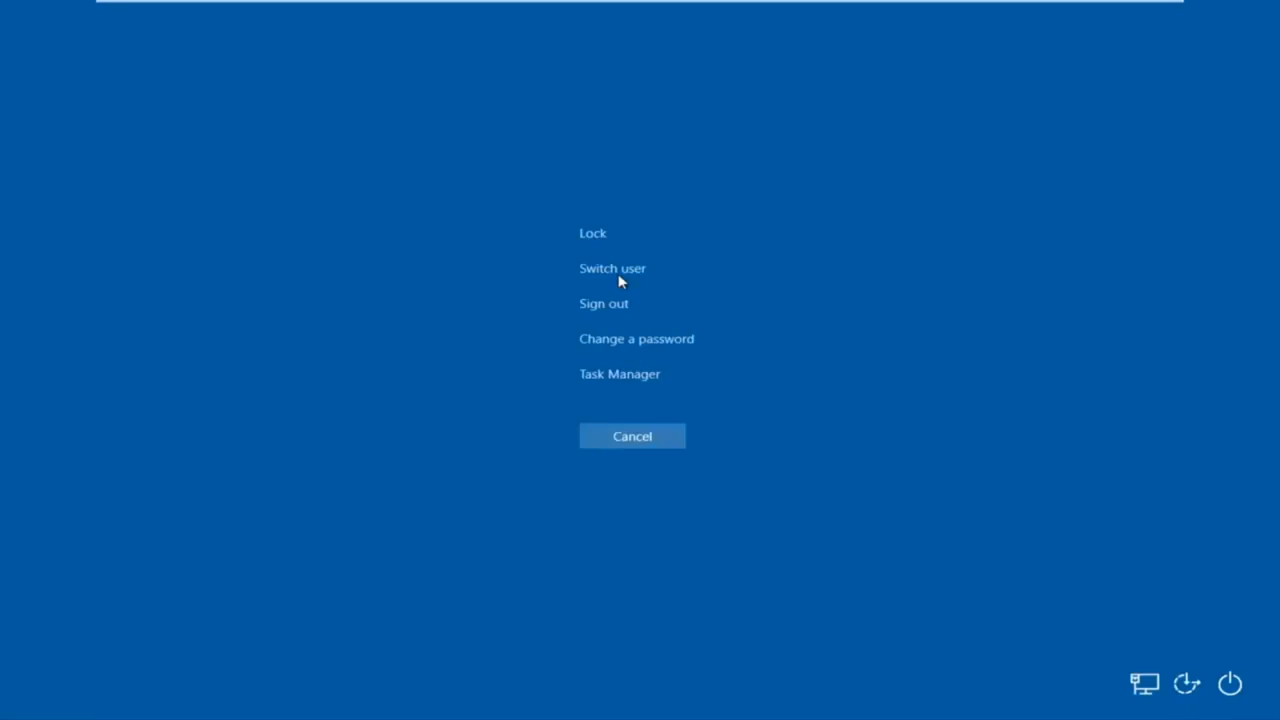 Lock
Switch user
Sign out
Change a password
Task Manager
Cancel